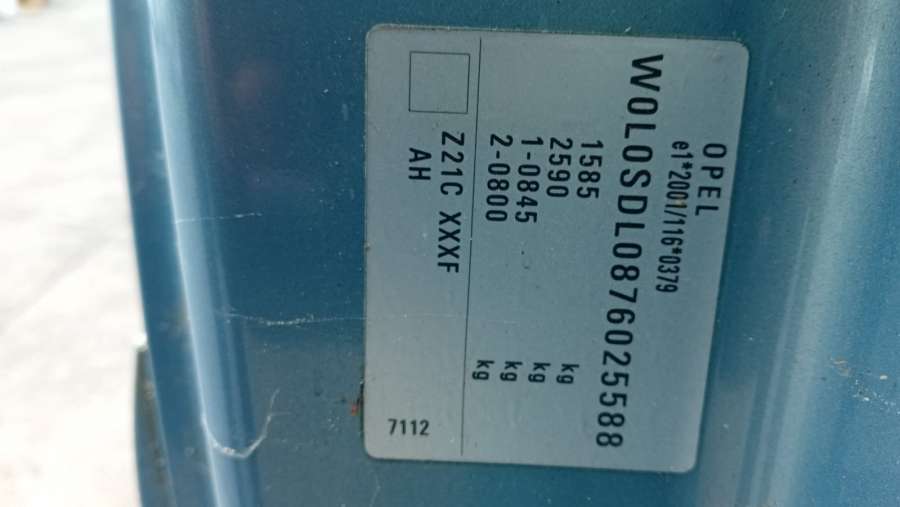 OPEL
e1*2001/116*0379
W0L0SDL0876025588
1585 kg
2590 kg
1-0845 kg
2-0800 kg
Z21C XXXF
AH
7112